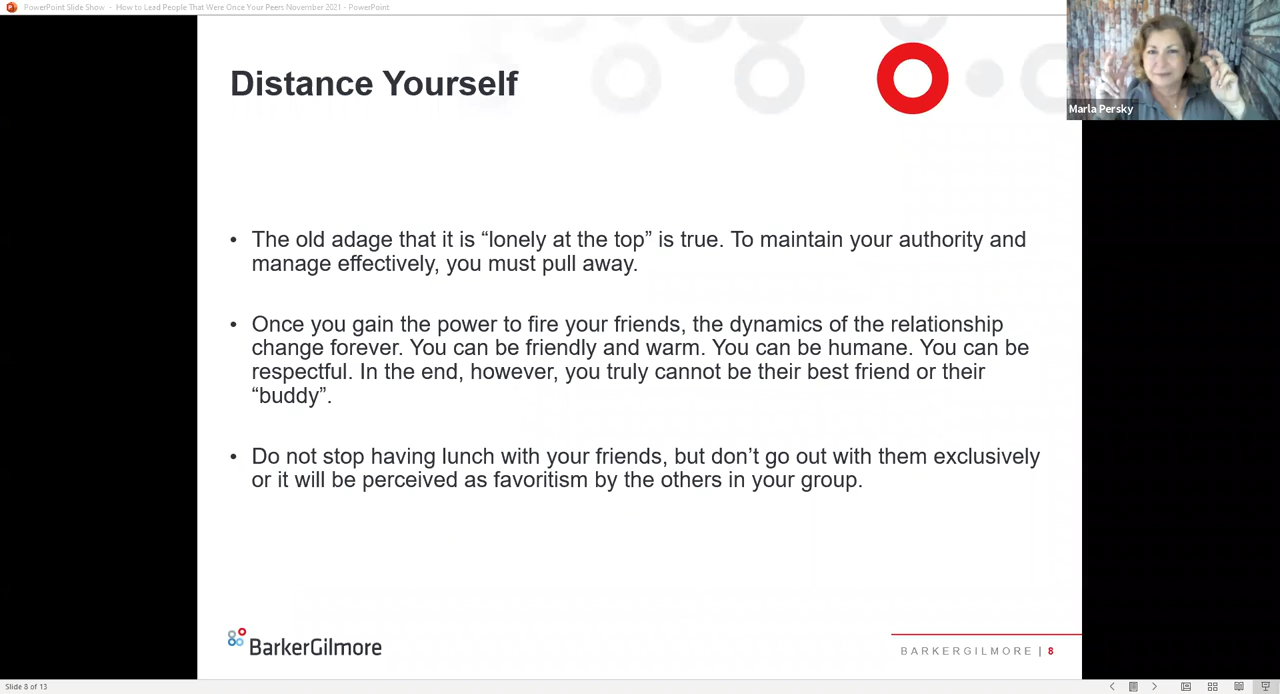 PowerPoint Slide Show - How to Lead People That Were Once Your Peers November 2021 - PowerPoint
Distance Yourself
Marla Persky
• The old adage that it is “lonely at the top” is true. To maintain your authority and
manage effectively, you must pull away.
• Once you gain the power to fire your friends, the dynamics of the relationship
change forever. You can be friendly and warm. You can be humane. You can be
respectful. In the end, however, you truly cannot be their best friend or their
“buddy”.
• Do not stop having lunch with your friends, but don’t go out with them exclusively
or it will be perceived as favoritism by the others in your group.
BarkerGilmore
BARKERGILMORE | 8
Slide 8 of 13